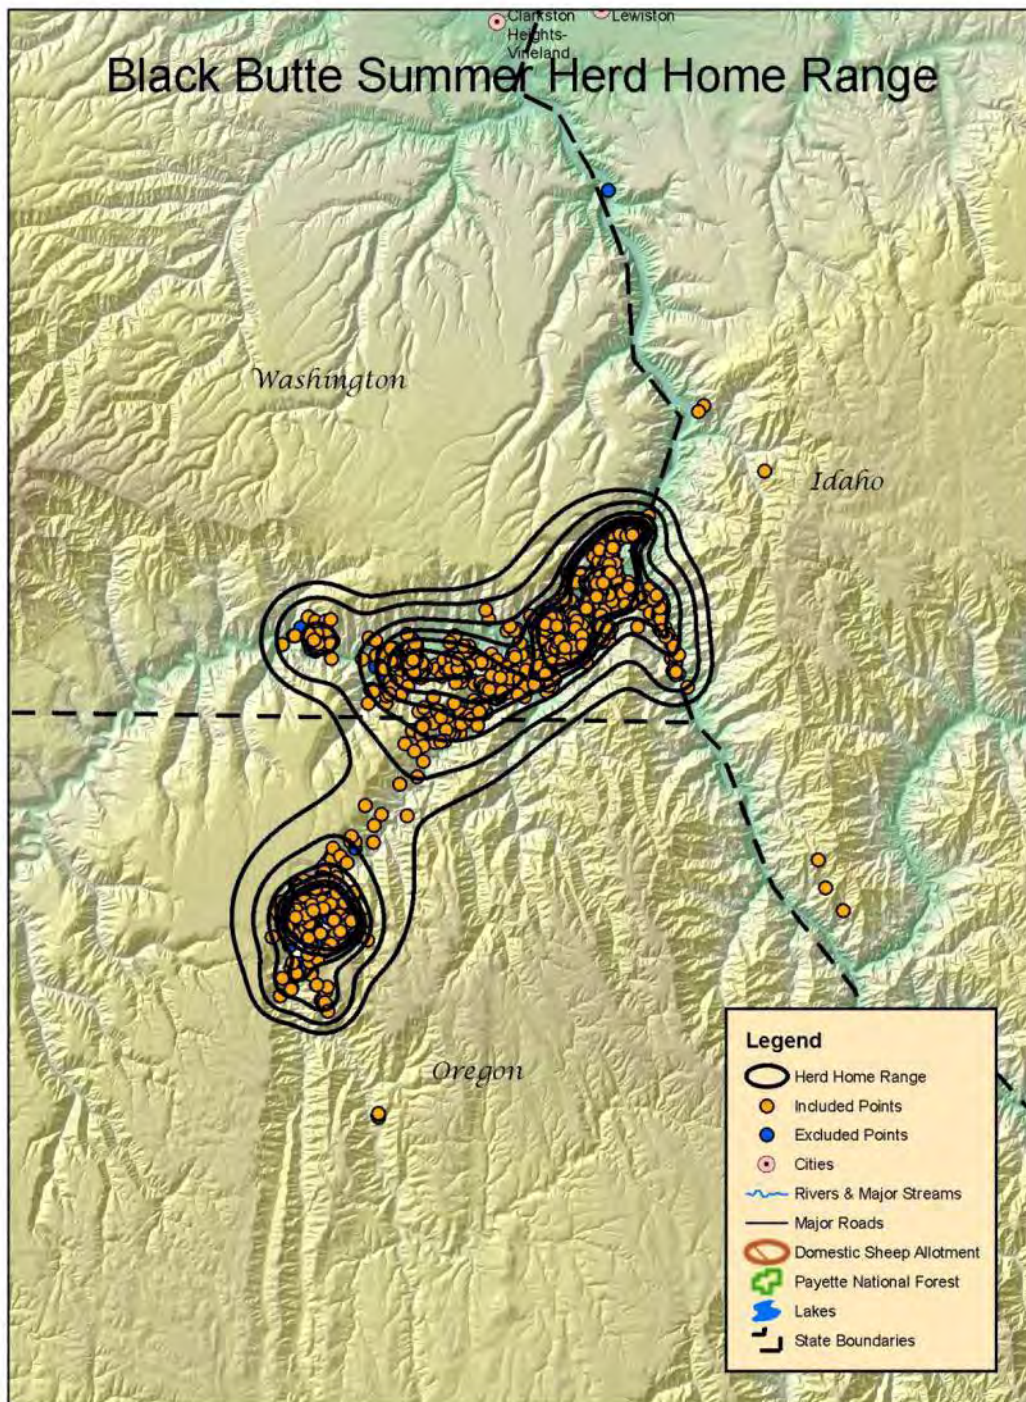 Clarkston
Heights-
Vineland
Lewiston
Black Butte Summer Herd Home Range
Washington
Idaho
Oregon
Legend
Herd Home Range
Included Points
Excluded Points
Cities
Rivers & Major Streams
Major Roads
Domestic Sheep Allotment
Payette National Forest
Lakes
State Boundaries